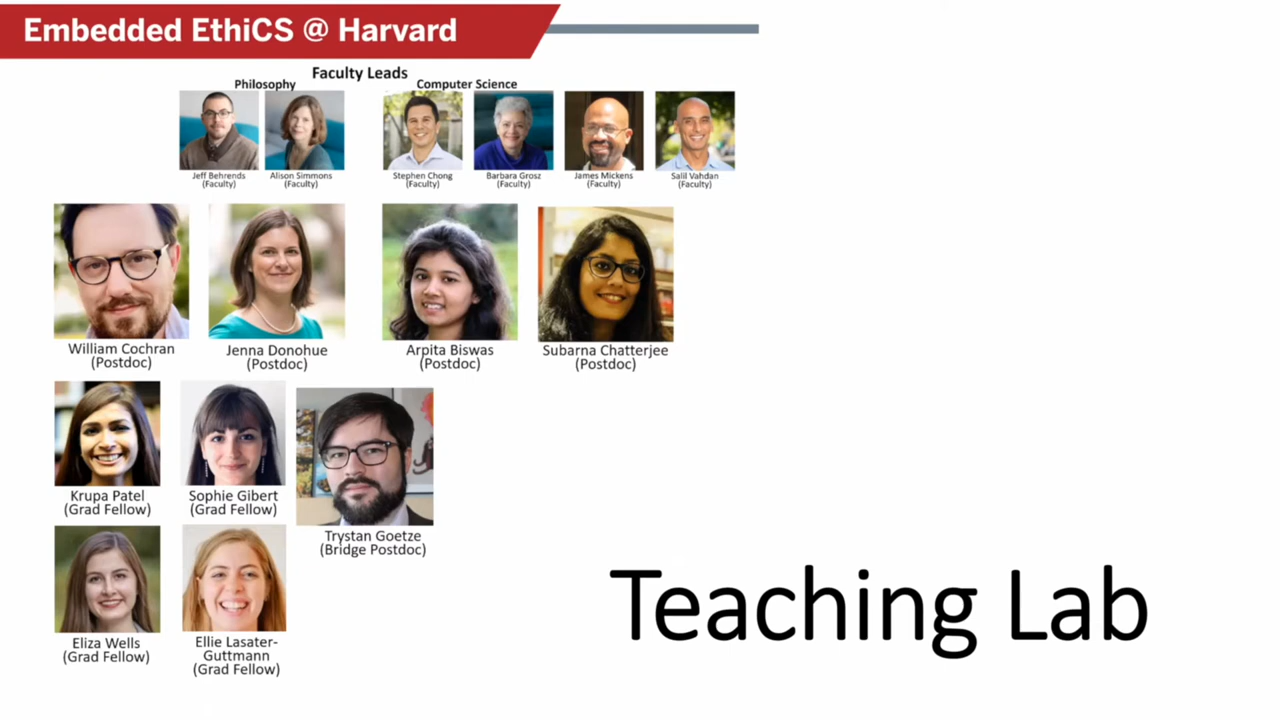 Embedded EthiCS @ Harvard
Faculty Leads
Philosophy
Computer Science
Jeff Behrends
(Faculty)
Alison Simmons
(Faculty)
Stephen Chong
(Faculty)
Barbara Grosz
(Faculty)
James Mickens
(Faculty)
Salil Vahdan
(Faculty)
William Cochran
(Postdoc)
Jenna Donohue
(Postdoc)
Arpita Biswas
(Postdoc)
Subarna Chatterjee
(Postdoc)
Krupa Patel
(Grad Fellow)
Sophie Gibert
(Grad Fellow)
Trystan Goetze
(Bridge Postdoc)
Eliza Wells
(Grad Fellow)
Ellie Lasater-
Guttmann
(Grad Fellow)
Teaching Lab